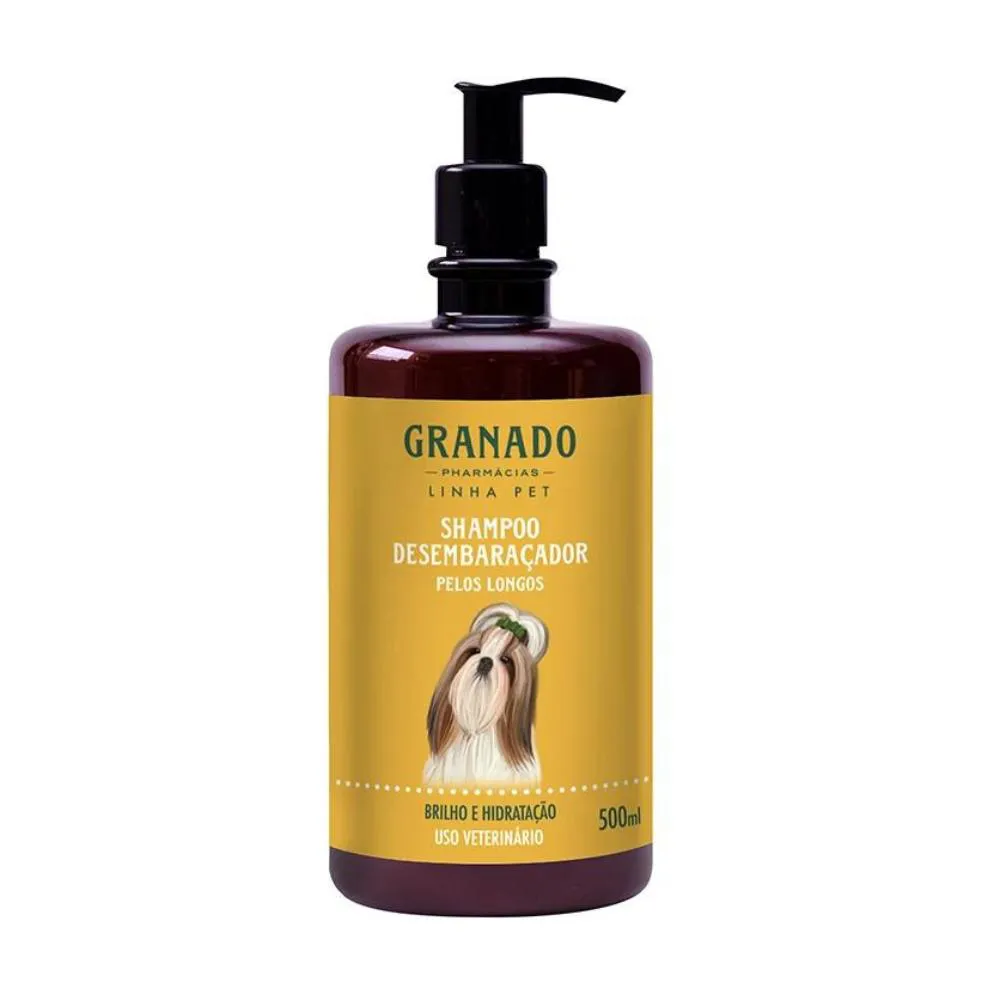 GRANADO
PHARMÁCIAS
LINHA PET
SHAMPOO
DESEMBARAÇADOR
PELOS LONGOS
BRILHO E HIDRATAÇÃO
USO VETERINÁRIO
500ml